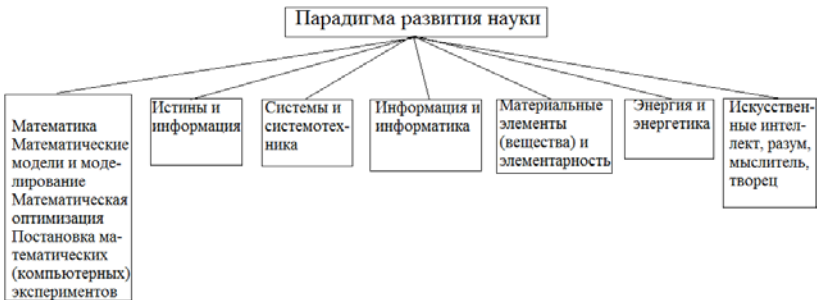 Парадигма развития науки
Математика
Математические
модели и моде-
лирование
Математическая
оптимизация
Постановка ма-
тематических
(компьютерных)
экспериментов
Истины и
информация
Системы и
системотех-
ника
Информация и
информатика
Материальные
элементы
(вещества) и
элементарность
Энергия и
энергетика
Искусствен-
ные интел-
лект, разум,
мыслитель,
творец